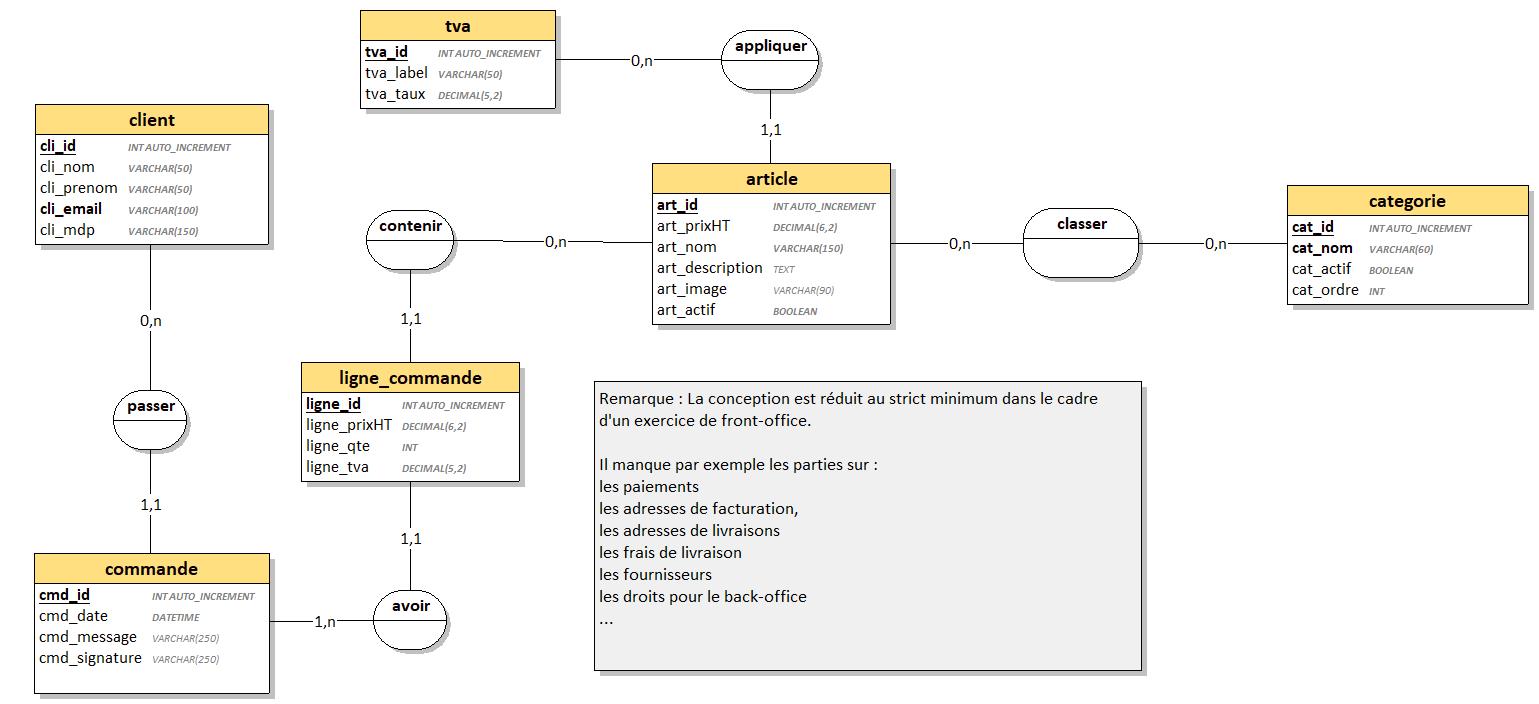 tva
tva_id INT AUTO_INCREMENT
tva_label VARCHAR(50)
tva_taux DECIMAL(5,2)
0,n
appliquer
1,1
client
cli_id INT AUTO_INCREMENT
cli_nom VARCHAR(50)
cli_prenom VARCHAR(50)
cli_email VARCHAR(100)
cli_mdp VARCHAR(150)
article
art_id INT AUTO_INCREMENT
art_prixHT DECIMAL(6,2)
art_nom VARCHAR(150)
art_description TEXT
art_image VARCHAR(90)
art_actif BOOLEAN
contenir
0,n
0,n
classer
0,n
categorie
cat_id INT AUTO_INCREMENT
cat_nom VARCHAR(60)
cat_actif BOOLEAN
cat_ordre INT
0,n
1,1
passer
ligne_commande
ligne_id INT AUTO_INCREMENT
ligne_prixHT DECIMAL(6,2)
ligne_qte INT
ligne_tva DECIMAL(5,2)
1,1
1,1
commande
cmd_id INT AUTO_INCREMENT
cmd_date DATETIME
cmd_message VARCHAR(250)
cmd_signature VARCHAR(250)
1,n
avoir
Remarque : La conception est réduit au strict minimum dans le cadre
d'un exercice de front-office.
Il manque par exemple les parties sur :
les paiements
les adresses de facturation,
les adresses de livraisons
les frais de livraison
les fournisseurs
les droits pour le back-office
...